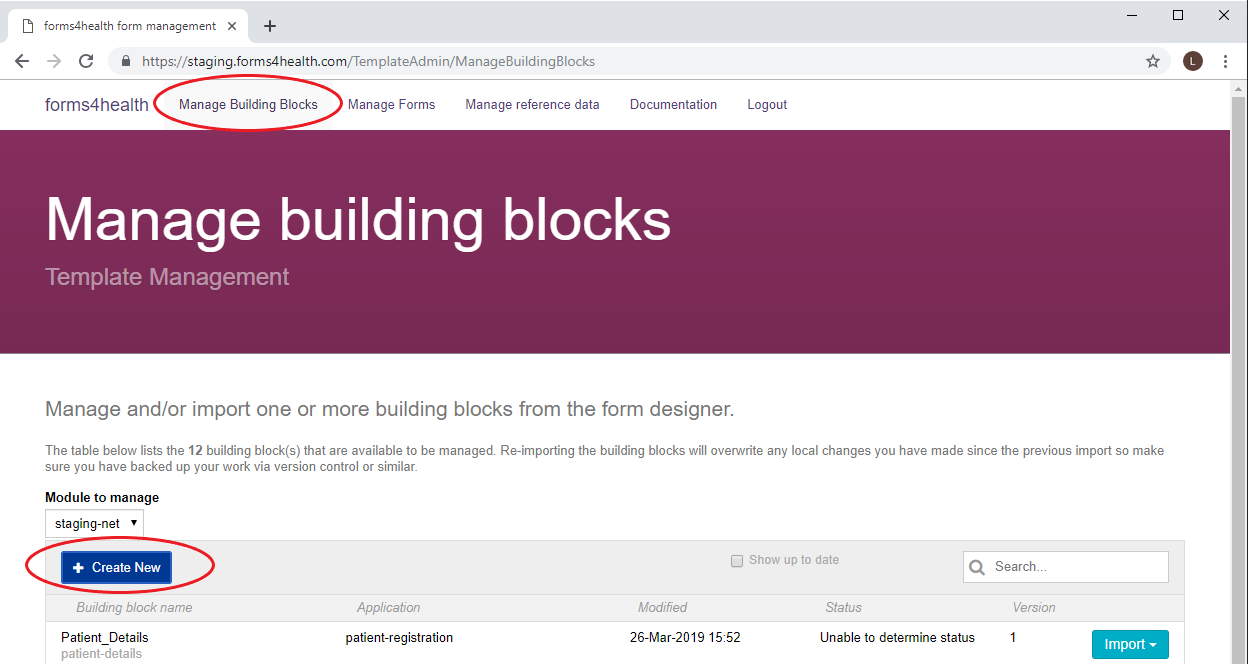 forms4health form management
https://staging.forms4health.com/TemplateAdmin/ManageBuildingBlocks
L
forms4health Manage Building Blocks Manage Forms Manage reference data Documentation Logout
Manage building blocks
Template Management
Manage and/or import one or more building blocks from the form designer.
The table below lists the 12 building block(s) that are available to be managed. Re-importing the building blocks will overwrite any local changes you have made since the previous import so make
sure you have backed up your work via version control or similar.
Module to manage
staging-net
Create New Show up to date Search...
Building block name Application Modified Status Version
Patient_Details patient-registration 26-Mar-2019 15:52 Unable to determine status 1 Import
patient-details